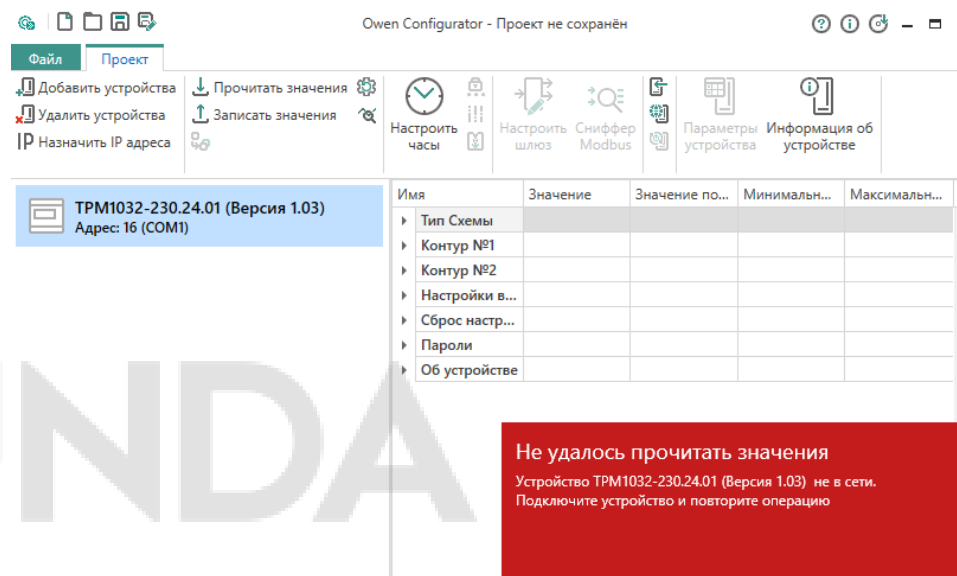 Owen Configurator - Проект не сохранён
Файл
Проект
Добавить устройства
Удалить устройства
IP Назначить IP адреса
Прочитать значения
Записать значения
Настроить
часы
Настроить
шлюз
Сниффер
Modbus
Параметры
устройства
Информация об
устройстве
ТРМ1032-230.24.01 (Версия 1.03)
Адрес: 16 (COM1)
Имя
Значение
Значение по...
Минимальн...
Максимальн...
Тип Схемы
Контур №1
Контур №2
Настройки в...
Сброс настр...
Пароли
Об устройстве
NDA
Не удалось прочитать значения
Устройство ТРМ1032-230.24.01 (Версия 1.03) не в сети.
Подключите устройство и повторите операцию